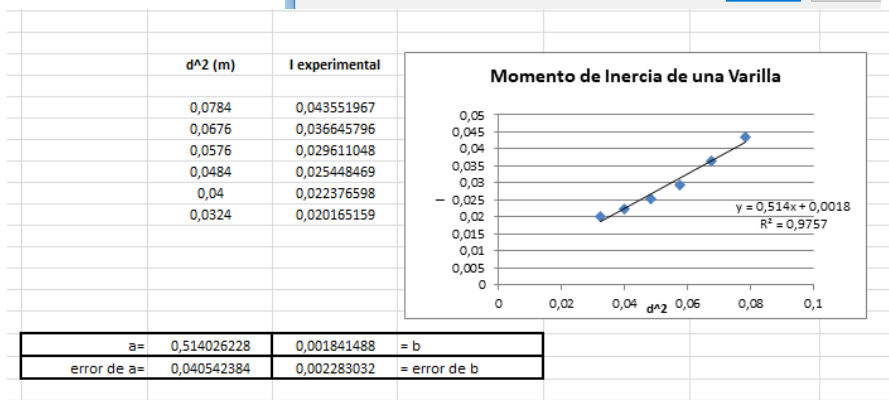 d^2 (m) I experimental
0,0784 0,043551967
0,0676 0,036645796
0,0576 0,029611048
0,0484 0,025448469
0,04 0,022376598
0,0324 0,020165159
Momento de Inercia de una Varilla
0,05
0,045
0,04
0,035
0,03
0,025
0,02
0,015
0,01
0,005
0
I
y = 0,514x + 0,0018
R² = 0,9757
0 0,02 0,04 0,06 0,08 0,1
d^2
a= 0,514026228 0,001841488 = b
error de a= 0,040542384 0,002283032 = error de b